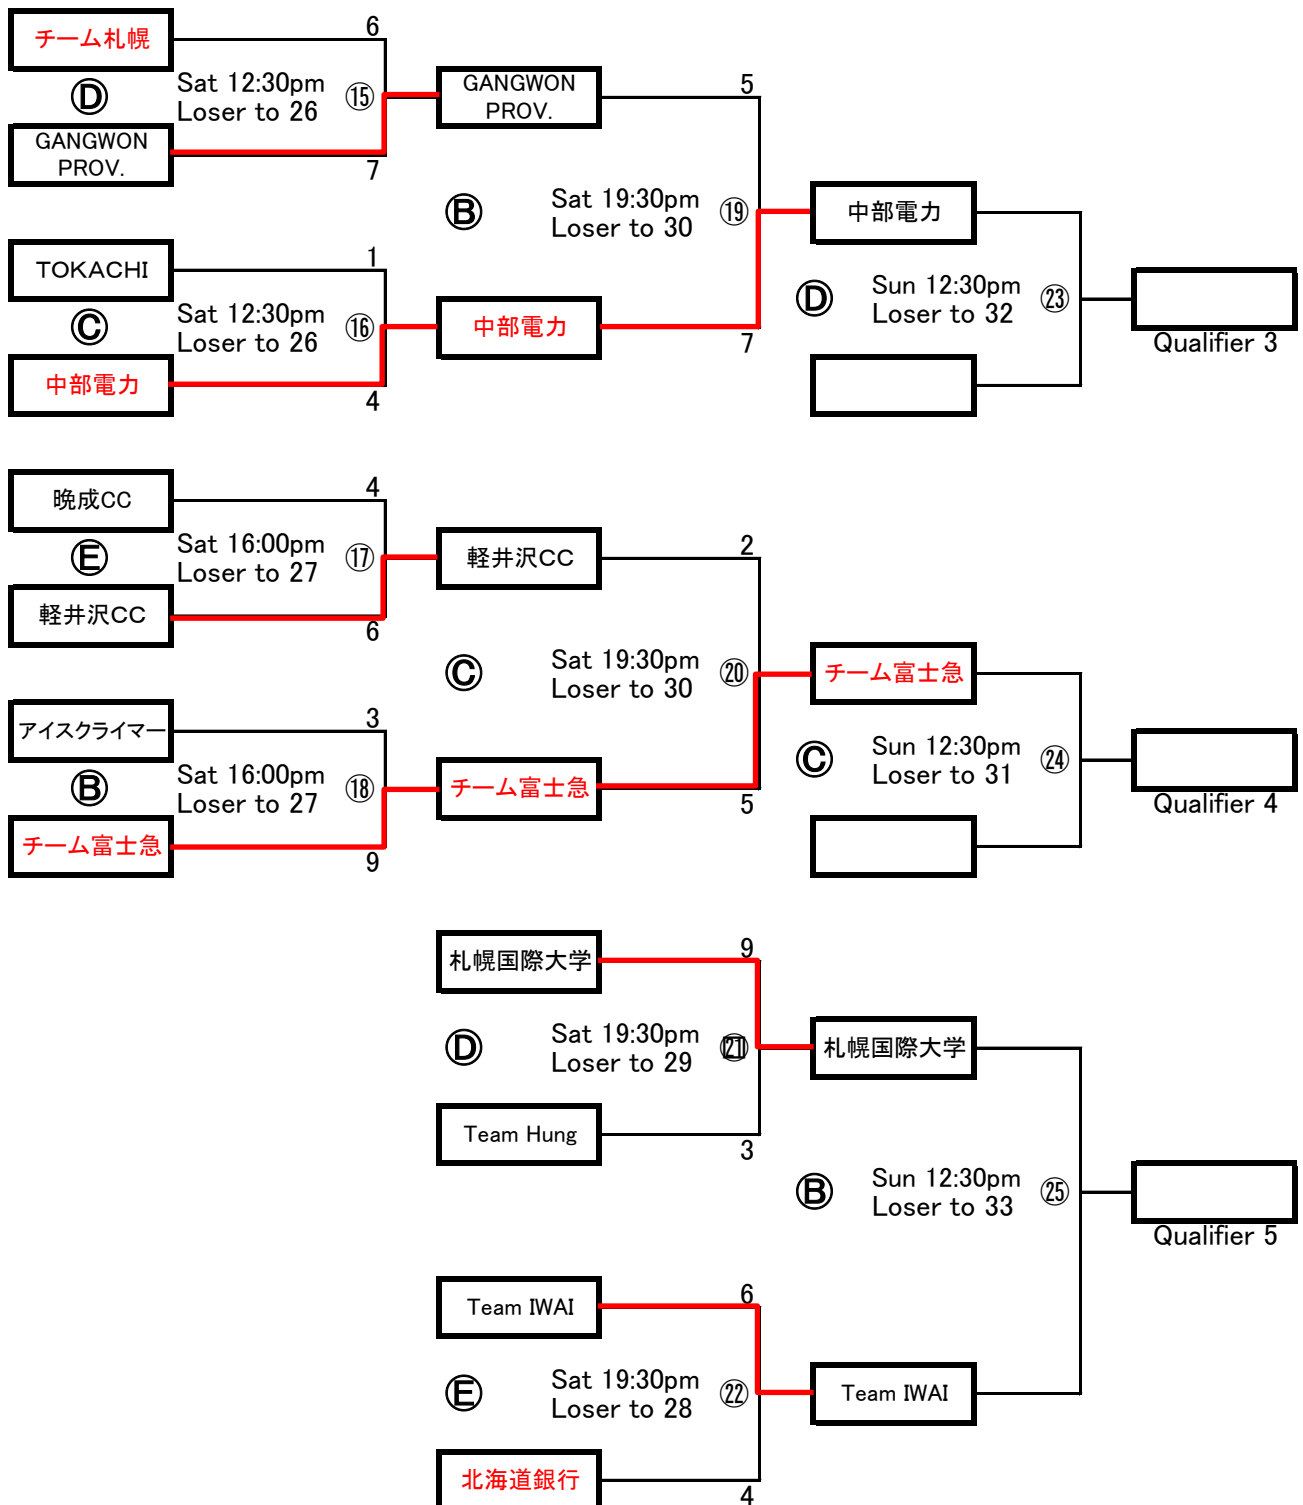 チーム札幌
6
Ⓓ
Sat 12:30pm
Loser to 26
⑮
GANGWON
PROV.
7
GANGWON
PROV.
5
Ⓑ
Sat 19:30pm
Loser to 30
⑲
TOKACHI
1
Ⓒ
Sat 12:30pm
Loser to 26
⑯
中部電力
4
中部電力
7
中部電力
Ⓓ
Sun 12:30pm
Loser to 32
㉓
Qualifier 3
晩成CC
4
Ⓔ
Sat 16:00pm
Loser to 27
⑰
軽井沢CC
6
軽井沢CC
2
Ⓒ
Sat 19:30pm
Loser to 30
⑳
アイスクライマー
3
Ⓑ
Sat 16:00pm
Loser to 27
⑱
チーム富士急
9
チーム富士急
5
チーム富士急
Ⓒ
Sun 12:30pm
Loser to 31
㉔
Qualifier 4
札幌国際大学
9
Ⓓ
Sat 19:30pm
Loser to 29
㉑
Team Hung
3
札幌国際大学
Ⓑ
Sun 12:30pm
Loser to 33
㉕
Qualifier 5
Team IWAI
6
Ⓔ
Sat 19:30pm
Loser to 28
㉒
Team IWAI
北海道銀行
4